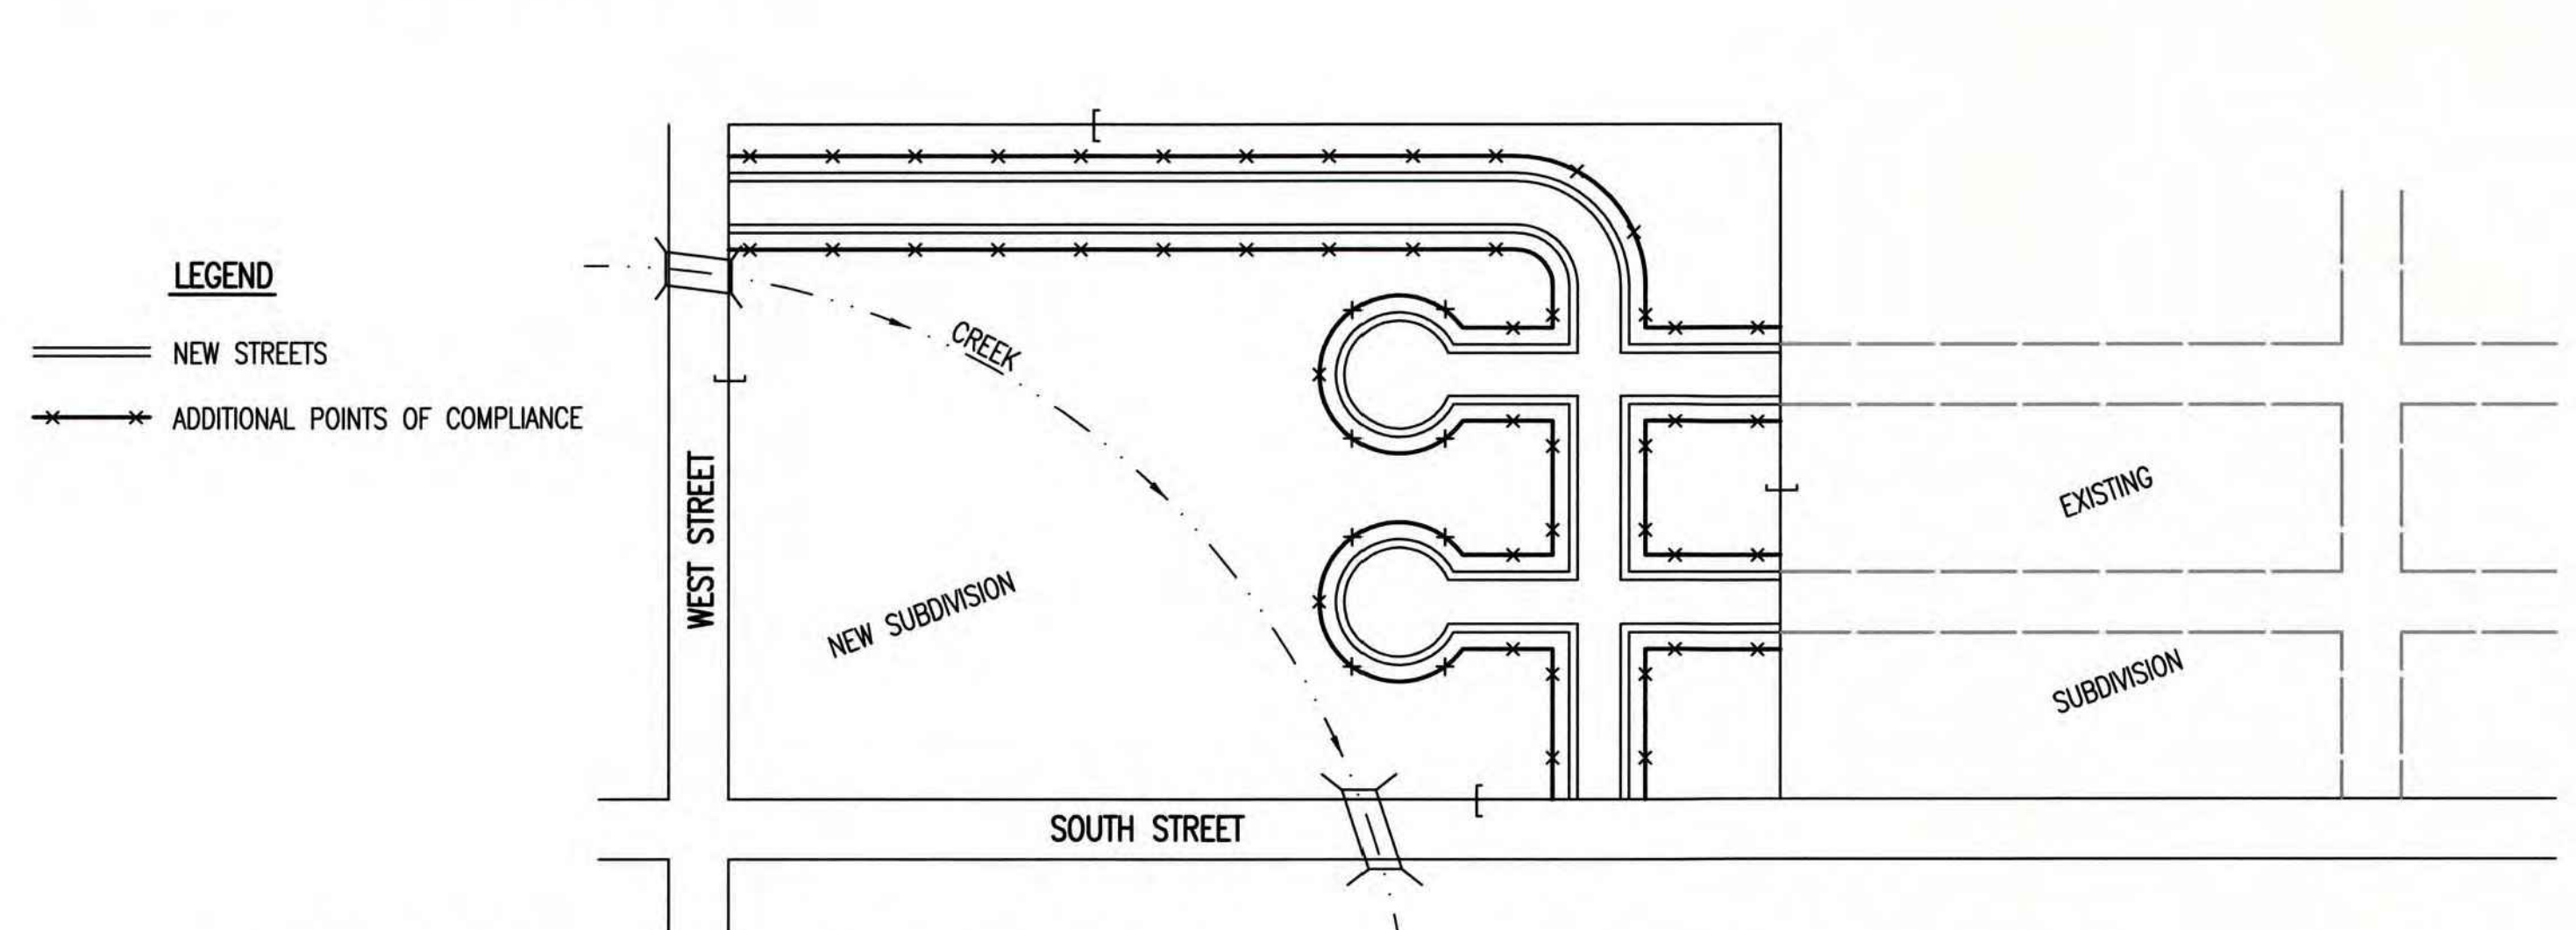 LEGEND
NEW STREETS
ADDITIONAL POINTS OF COMPLIANCE
WEST STREET
CREEK
NEW SUBDIVISION
SOUTH STREET
EXISTING
SUBDIVISION